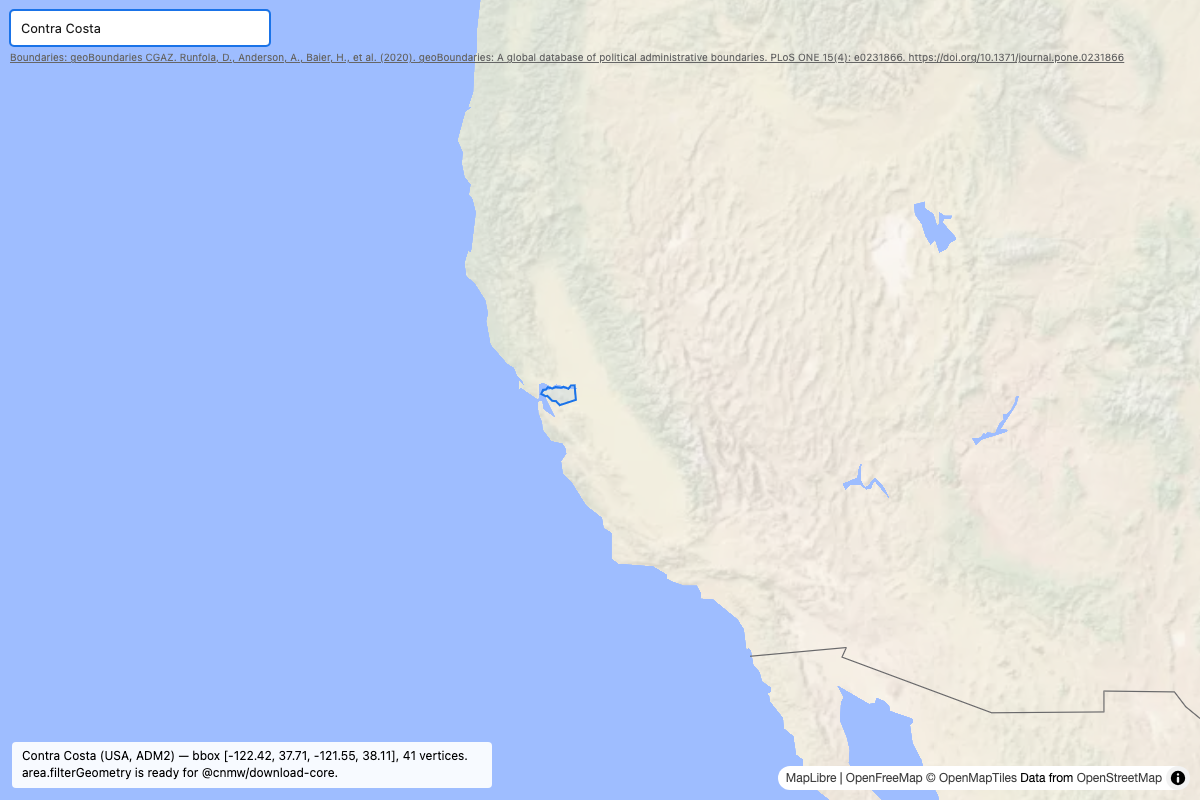 Contra Costa
Boundaries: geoBoundaries CGAZ. Runfola, D., Anderson, A., Baier, H., et al. (2020). geoBoundaries: A global database of political administrative boundaries. PLoS ONE 15(4): e0231866. https://doi.org/10.1371/journal.pone.0231866
Contra Costa (USA, ADM2) — bbox [-122.42, 37.71, -121.55, 38.11], 41 vertices.
area.filterGeometry is ready for @cnmw/download-core.
MapLibre | OpenFreeMap © OpenMapTiles Data from OpenStreetMap